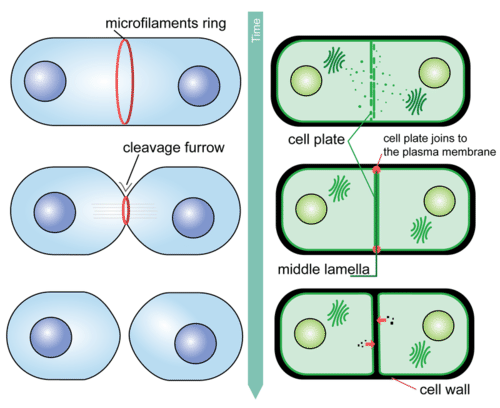 microfilaments ring
Time
cell plate
cleavage furrow
cell plate joins to
the plasma membrane
middle lamella
cell wall